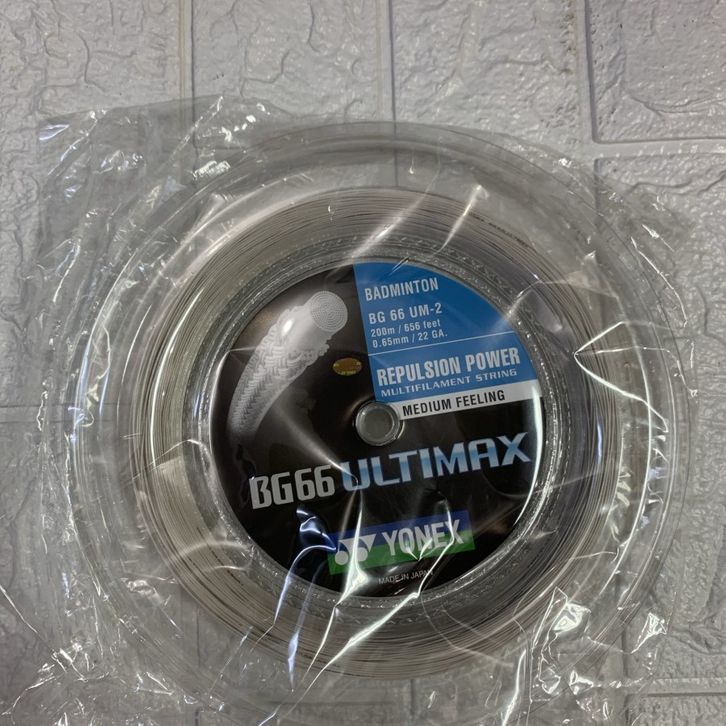 BADMINTON
BG 66 UM-2
200m / 656 feet
0.65mm / 22 GA.
REPULSION POWER
MULTIFILAMENT STRING
MEDIUM FEELING
BG66 ULTIMAX
YONEX
MADE IN JAPAN